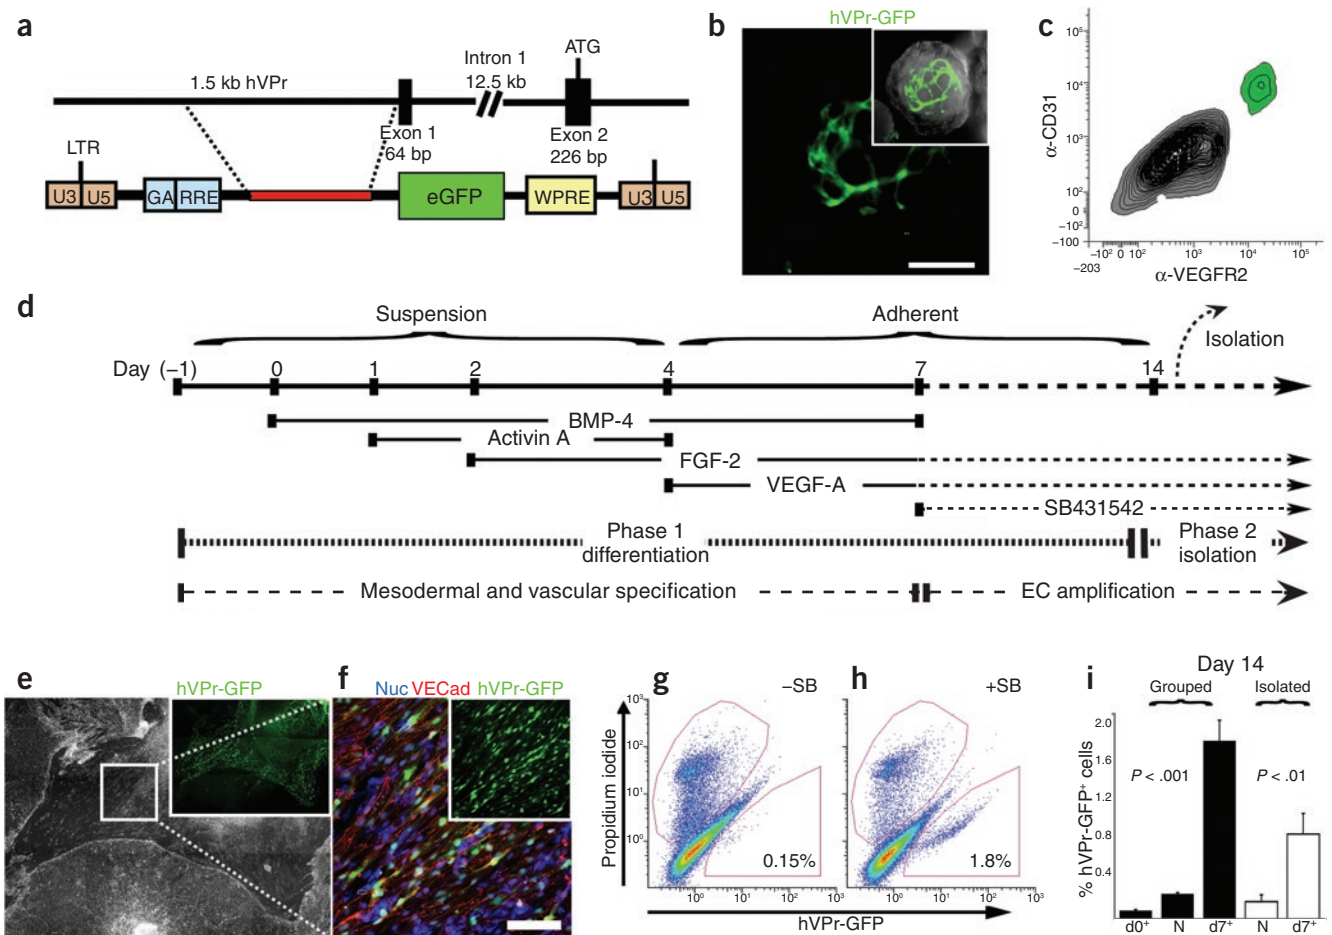 a
1.5 kb hVPr
Intron 1
12.5 kb
ATG
Exon 1
64 bp
Exon 2
226 bp
LTR
U3 U5 GA RRE eGFP WPRE U3 U5
b
hVPr-GFP
c
α-CD31
10⁵
10⁴
10³
10²
0
−10²
−100
−203
−10² 0 10² 10³ 10⁴ 10⁵
α-VEGFR2
d
Suspension Adherent
Isolation
Day (−1) 0 1 2 4 7 14
BMP-4
Activin A
FGF-2
VEGF-A
SB431542
Phase 1
differentiation
Phase 2
isolation
Mesodermal and vascular specification EC amplification
e
hVPr-GFP
f
Nuc VECad hVPr-GFP
g
−SB
Propidium iodide
10³
10²
10¹
10⁰
0.15%
10⁰ 10¹ 10² 10³
h
+SB
10³
10²
10¹
10⁰
1.8%
10⁰ 10¹ 10² 10³
hVPr-GFP
i
Day 14
Grouped Isolated
% hVPr-GFP⁺ cells
2.0
1.6
1.2
0.8
0.4
P < .001 P < .01
d0⁺ N d7⁺ N d7⁺